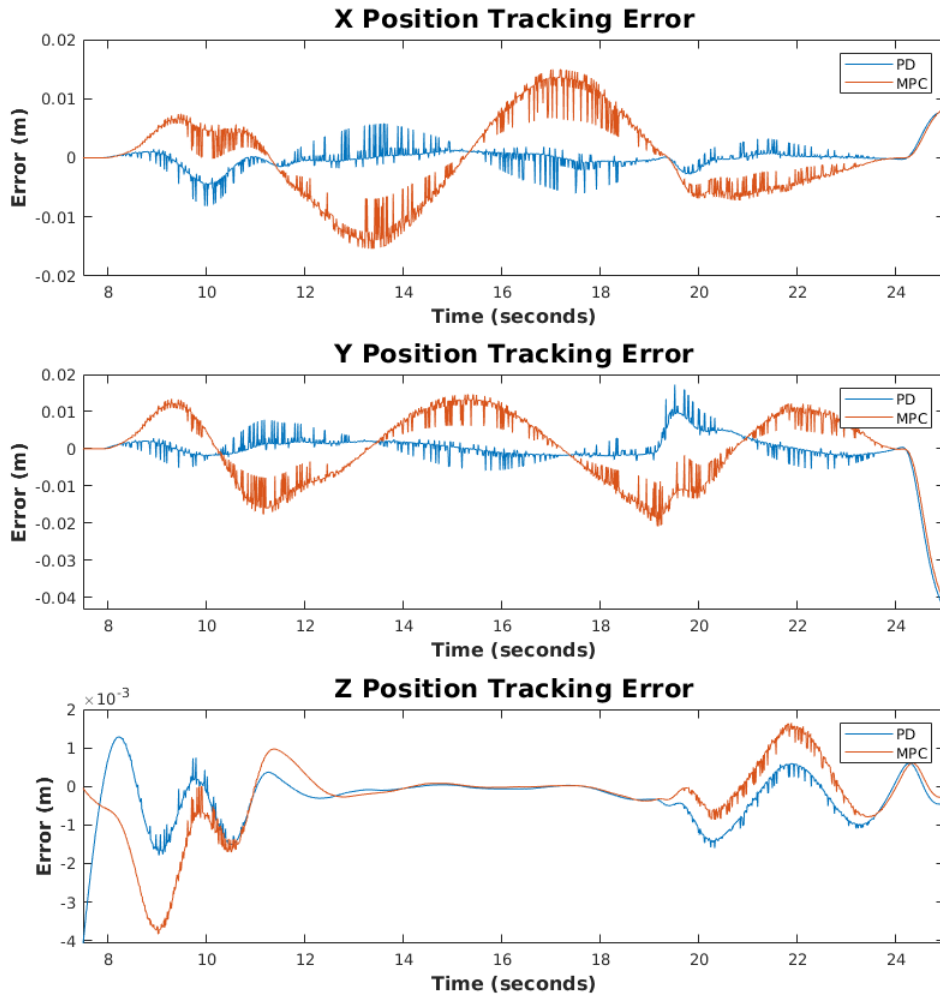 X Position Tracking Error
0.02
0.01
0
-0.01
-0.02
Error (m)
PD
MPC
8 10 12 14 16 18 20 22 24
Time (seconds)
Y Position Tracking Error
0.02
0.01
0
-0.01
-0.02
-0.03
-0.04
Error (m)
PD
MPC
8 10 12 14 16 18 20 22 24
Time (seconds)
Z Position Tracking Error
×10-3
2
1
0
-1
-2
-3
-4
Error (m)
PD
MPC
8 10 12 14 16 18 20 22 24
Time (seconds)